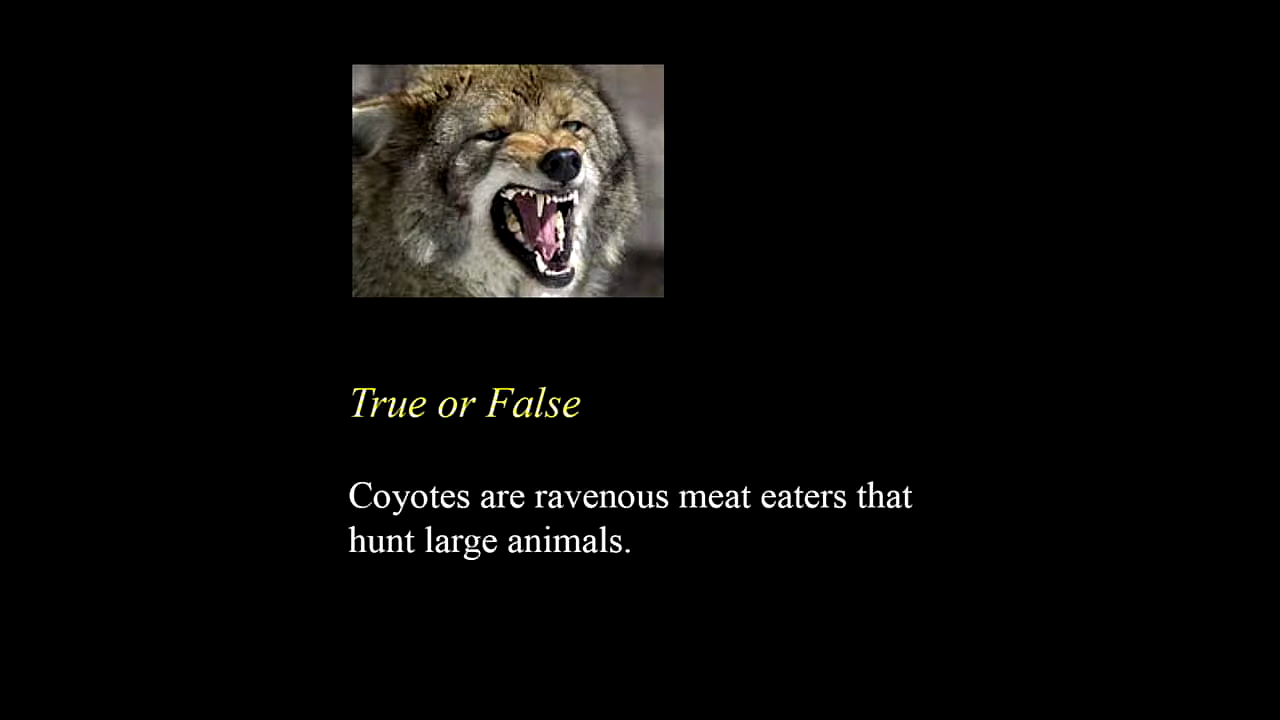 True or False
Coyotes are ravenous meat eaters that
hunt large animals.